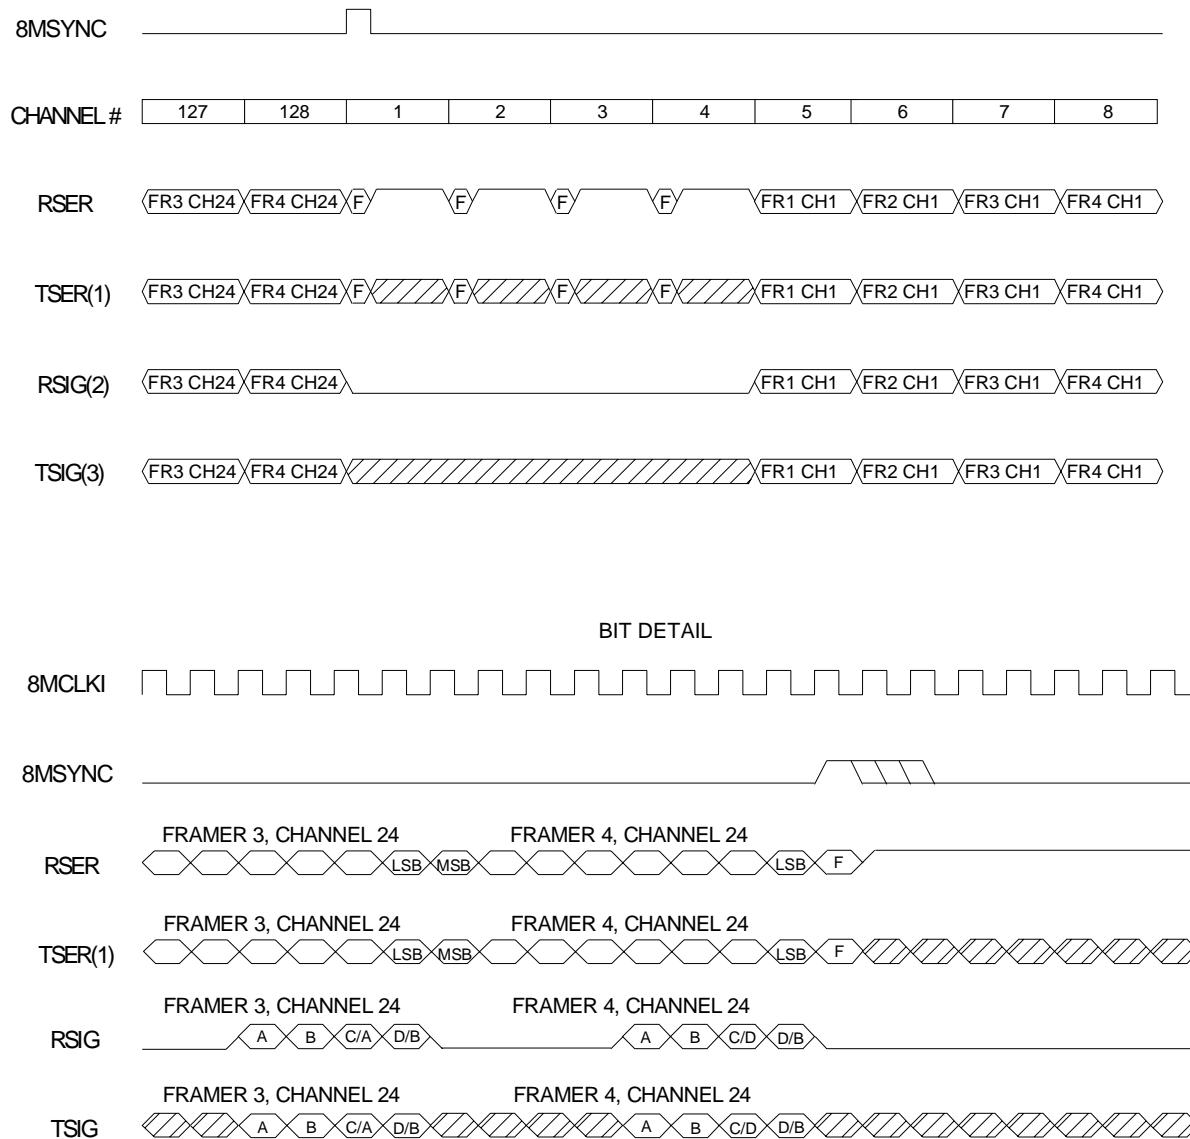 8MSYNC
CHANNEL # 127 128 1 2 3 4 5 6 7 8
RSER FR3 CH24 FR4 CH24 F F F F FR1 CH1 FR2 CH1 FR3 CH1 FR4 CH1
TSER(1) FR3 CH24 FR4 CH24 F F F F FR1 CH1 FR2 CH1 FR3 CH1 FR4 CH1
RSIG(2) FR3 CH24 FR4 CH24 FR1 CH1 FR2 CH1 FR3 CH1 FR4 CH1
TSIG(3) FR3 CH24 FR4 CH24 FR1 CH1 FR2 CH1 FR3 CH1 FR4 CH1
BIT DETAIL
8MCLKI
8MSYNC
FRAMER 3, CHANNEL 24 FRAMER 4, CHANNEL 24
RSER LSB MSB LSB F
FRAMER 3, CHANNEL 24 FRAMER 4, CHANNEL 24
TSER(1) LSB MSB LSB F
FRAMER 3, CHANNEL 24 FRAMER 4, CHANNEL 24
RSIG A B C/A D/B A B C/D D/B
FRAMER 3, CHANNEL 24 FRAMER 4, CHANNEL 24
TSIG A B C/A D/B A B C/D D/B